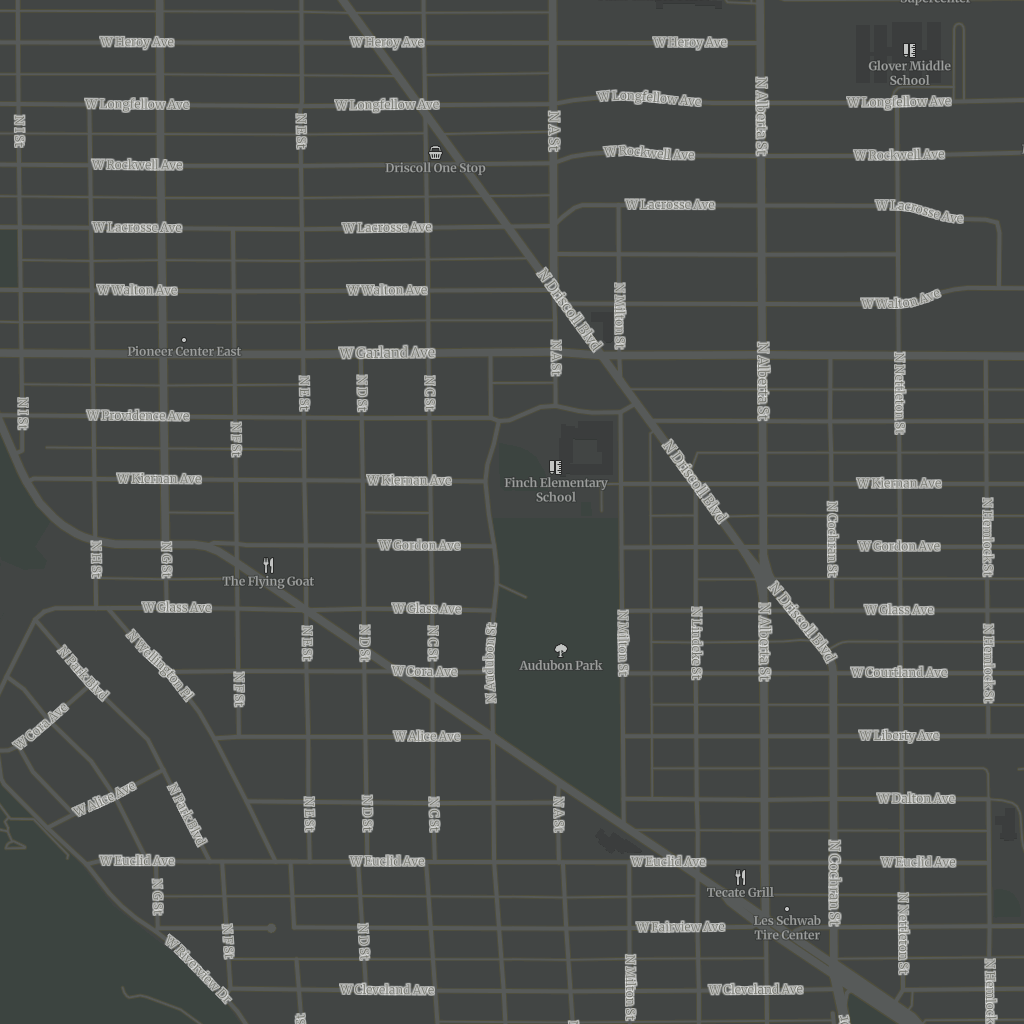 Supercenter
W Heroy Ave
W Heroy Ave
W Heroy Ave
Glover Middle
School
W Longfellow Ave
W Longfellow Ave
W Longfellow Ave
W Longfellow Ave
N Alberta St
N I St
N E St
N A St
W Rockwell Ave
Driscoll One Stop
W Rockwell Ave
W Rockwell Ave
W Lacrosse Ave
W Lacrosse Ave
W Lacrosse Ave
W Lacrosse Ave
W Walton Ave
W Walton Ave
N Driscoll Blvd
N Milton St
W Walton Ave
Pioneer Center East
W Garland Ave
N A St
N Alberta St
N Nettleton St
N I St
N E St
N D St
N C St
W Providence Ave
N F St
W Kiernan Ave
W Kiernan Ave
Finch Elementary
School
N Driscoll Blvd
W Kiernan Ave
N Cochran St
N Hemlock St
N H St
N G St
W Gordon Ave
W Gordon Ave
The Flying Goat
W Glass Ave
W Glass Ave
W Glass Ave
N Driscoll Blvd
N Park Blvd
N Wellington Pl
N E St
N D St
N C St
N Audubon St
Audubon Park
N Milton St
N Lindeke St
N Alberta St
N Hemlock St
W Cora Ave
W Courtland Ave
N F St
W Cora Ave
W Alice Ave
W Liberty Ave
W Alice Ave
N Park Blvd
N E St
N D St
N C St
N A St
W Dalton Ave
W Euclid Ave
W Euclid Ave
W Euclid Ave
N Cochran St
W Euclid Ave
Tecate Grill
N G St
Les Schwab
Tire Center
W Fairview Ave
N F St
N D St
N Nettleton St
W Riverview Dr
W Cleveland Ave
N Milton St
W Cleveland Ave
N Hemlock